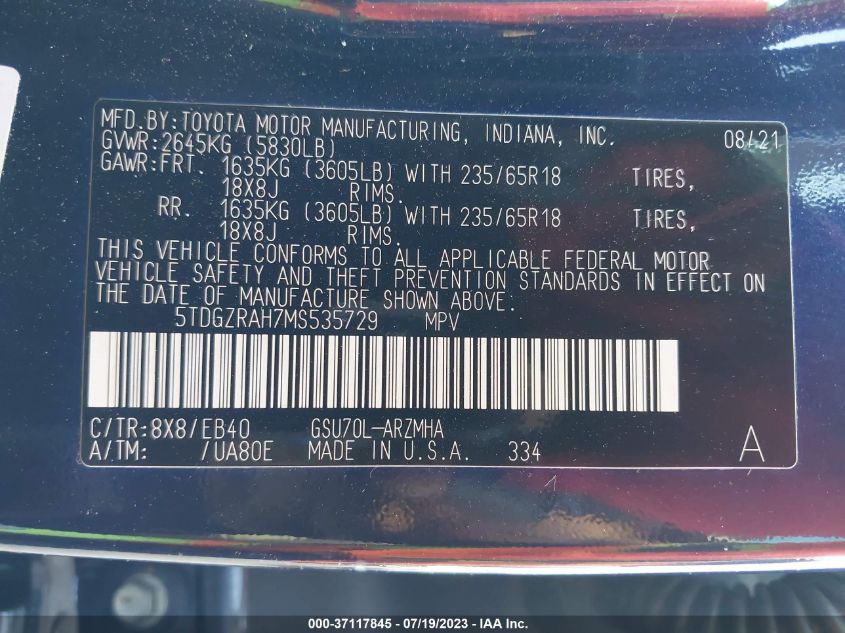 MFD.BY:TOYOTA MOTOR MANUFACTURING, INDIANA, INC. 08/21
GVWR:2645KG (5830LB)
GAWR:FRT. 1635KG (3605LB) WITH 235/65R18 TIRES,
18X8J RIMS.
RR. 1635KG (3605LB) WITH 235/65R18 TIRES,
18X8J RIMS.
THIS VEHICLE CONFORMS TO ALL APPLICABLE FEDERAL MOTOR
VEHICLE SAFETY AND THEFT PREVENTION STANDARDS IN EFFECT ON
THE DATE OF MANUFACTURE SHOWN ABOVE.
5TDGZRAH7MS535729 MPV
C/TR:8X8/EB40 GSU70L-ARZMHA
A/TM: /UA80E MADE IN U.S.A. 334 A
000-37117845 / 07/19/2023 - IAA Inc.